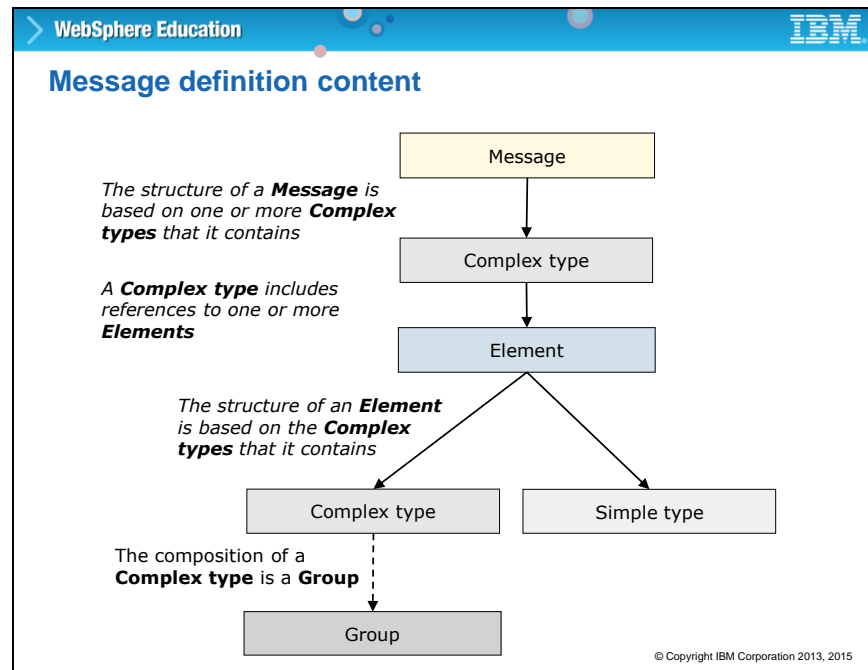 WebSphere Education
IBM
Message definition content
Message
The structure of a Message is
based on one or more Complex
types that it contains
Complex type
A Complex type includes
references to one or more
Elements
Element
The structure of an Element
is based on the Complex
types that it contains
Complex type
Simple type
The composition of a
Complex type is a Group
Group
© Copyright IBM Corporation 2013, 2015